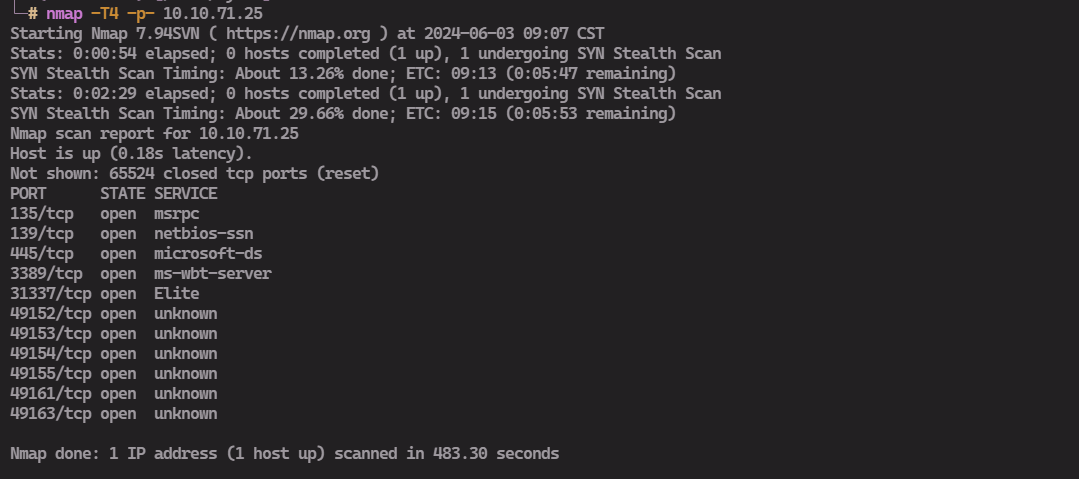 └─# nmap -T4 -p- 10.10.71.25
Starting Nmap 7.94SVN ( https://nmap.org ) at 2024-06-03 09:07 CST
Stats: 0:00:54 elapsed; 0 hosts completed (1 up), 1 undergoing SYN Stealth Scan
SYN Stealth Scan Timing: About 13.26% done; ETC: 09:13 (0:05:47 remaining)
Stats: 0:02:29 elapsed; 0 hosts completed (1 up), 1 undergoing SYN Stealth Scan
SYN Stealth Scan Timing: About 29.66% done; ETC: 09:15 (0:05:53 remaining)
Nmap scan report for 10.10.71.25
Host is up (0.18s latency).
Not shown: 65524 closed tcp ports (reset)
PORT      STATE SERVICE
135/tcp   open  msrpc
139/tcp   open  netbios-ssn
445/tcp   open  microsoft-ds
3389/tcp  open  ms-wbt-server
31337/tcp open  Elite
49152/tcp open  unknown
49153/tcp open  unknown
49154/tcp open  unknown
49155/tcp open  unknown
49161/tcp open  unknown
49163/tcp open  unknown
Nmap done: 1 IP address (1 host up) scanned in 483.30 seconds